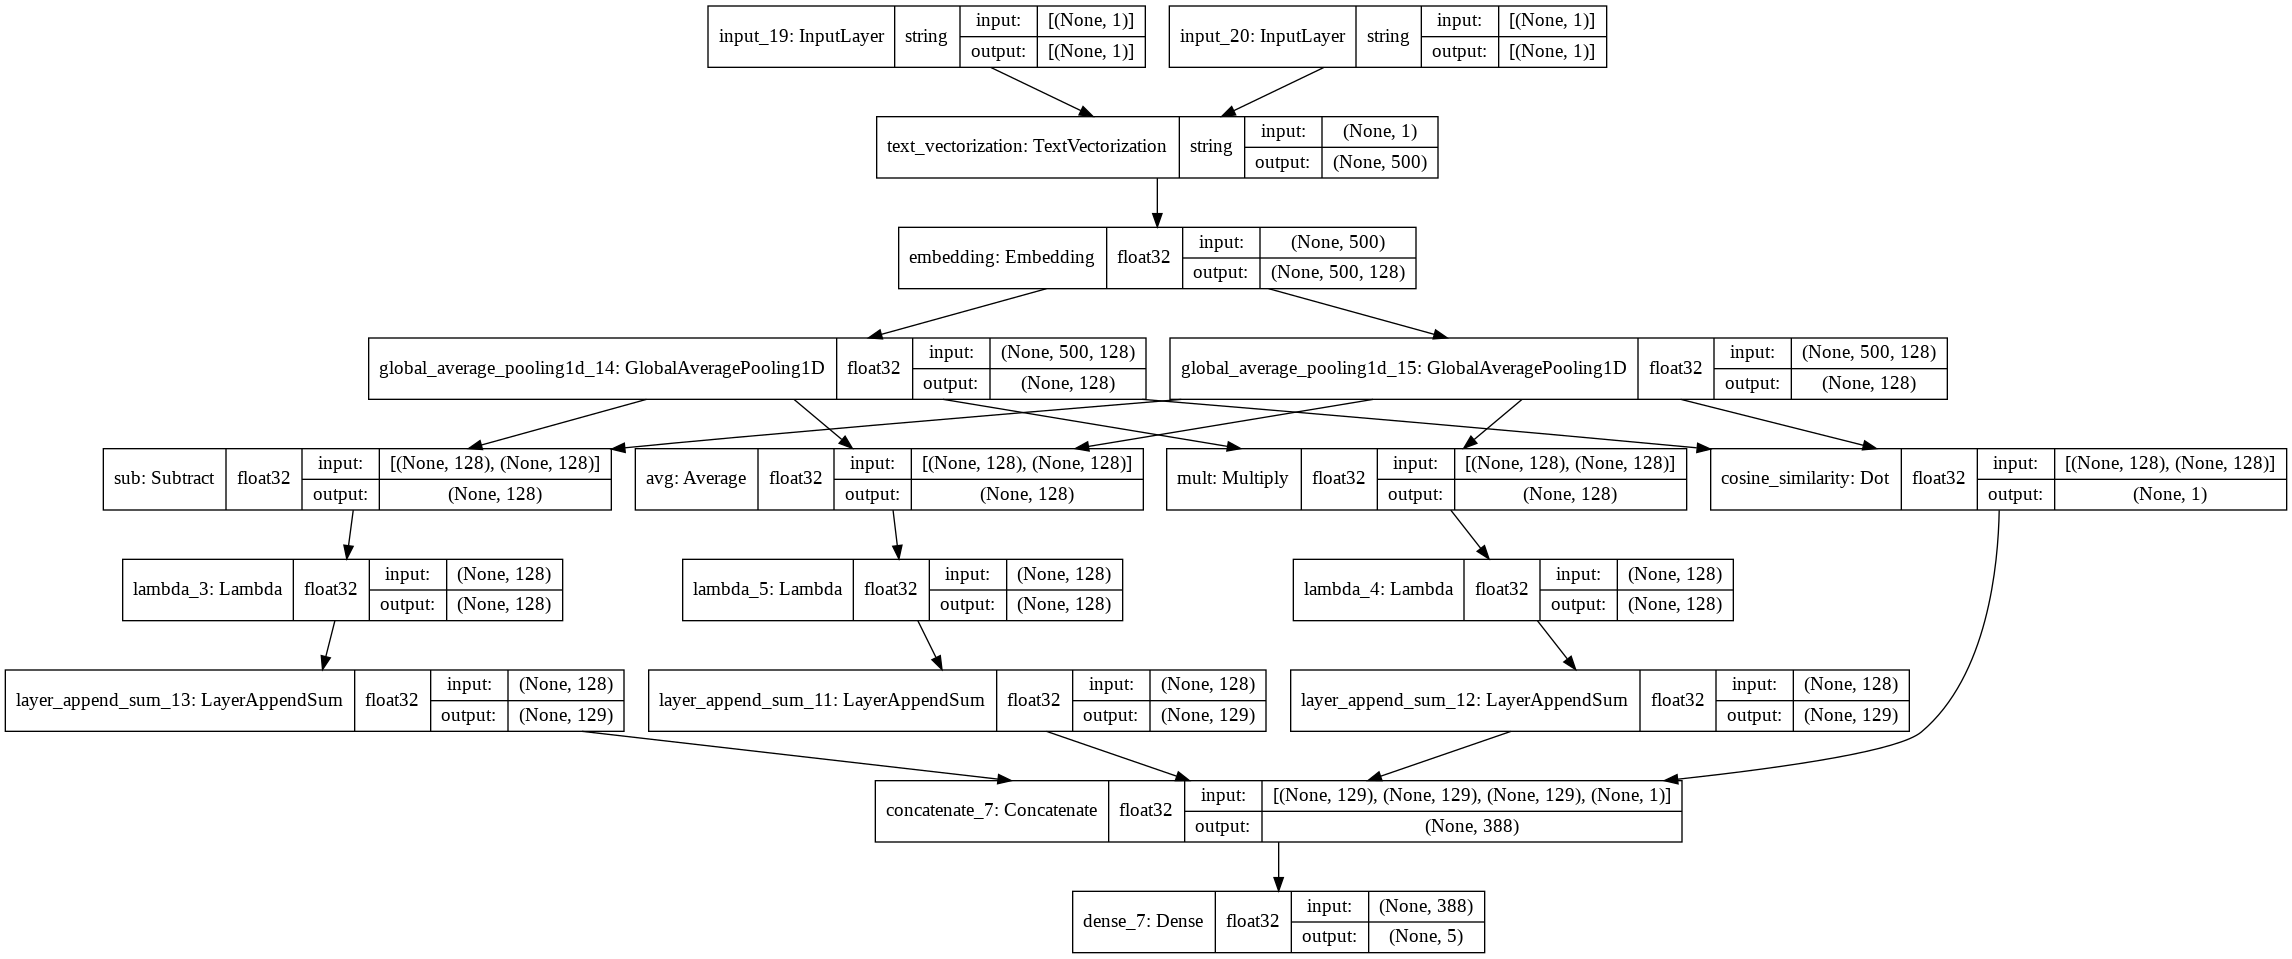 input_19: InputLayer string input: [(None, 1)] output: [(None, 1)]
input_20: InputLayer string input: [(None, 1)] output: [(None, 1)]
text_vectorization: TextVectorization string input: (None, 1) output: (None, 500)
embedding: Embedding float32 input: (None, 500) output: (None, 500, 128)
global_average_pooling1d_14: GlobalAveragePooling1D float32 input: (None, 500, 128) output: (None, 128)
global_average_pooling1d_15: GlobalAveragePooling1D float32 input: (None, 500, 128) output: (None, 128)
sub: Subtract float32 input: [(None, 128), (None, 128)] output: (None, 128)
avg: Average float32 input: [(None, 128), (None, 128)] output: (None, 128)
mult: Multiply float32 input: [(None, 128), (None, 128)] output: (None, 128)
cosine_similarity: Dot float32 input: [(None, 128), (None, 128)] output: (None, 1)
lambda_3: Lambda float32 input: (None, 128) output: (None, 128)
lambda_5: Lambda float32 input: (None, 128) output: (None, 128)
lambda_4: Lambda float32 input: (None, 128) output: (None, 128)
layer_append_sum_13: LayerAppendSum float32 input: (None, 128) output: (None, 129)
layer_append_sum_11: LayerAppendSum float32 input: (None, 128) output: (None, 129)
layer_append_sum_12: LayerAppendSum float32 input: (None, 128) output: (None, 129)
concatenate_7: Concatenate float32 input: [(None, 129), (None, 129), (None, 129), (None, 1)] output: (None, 388)
dense_7: Dense float32 input: (None, 388) output: (None, 5)